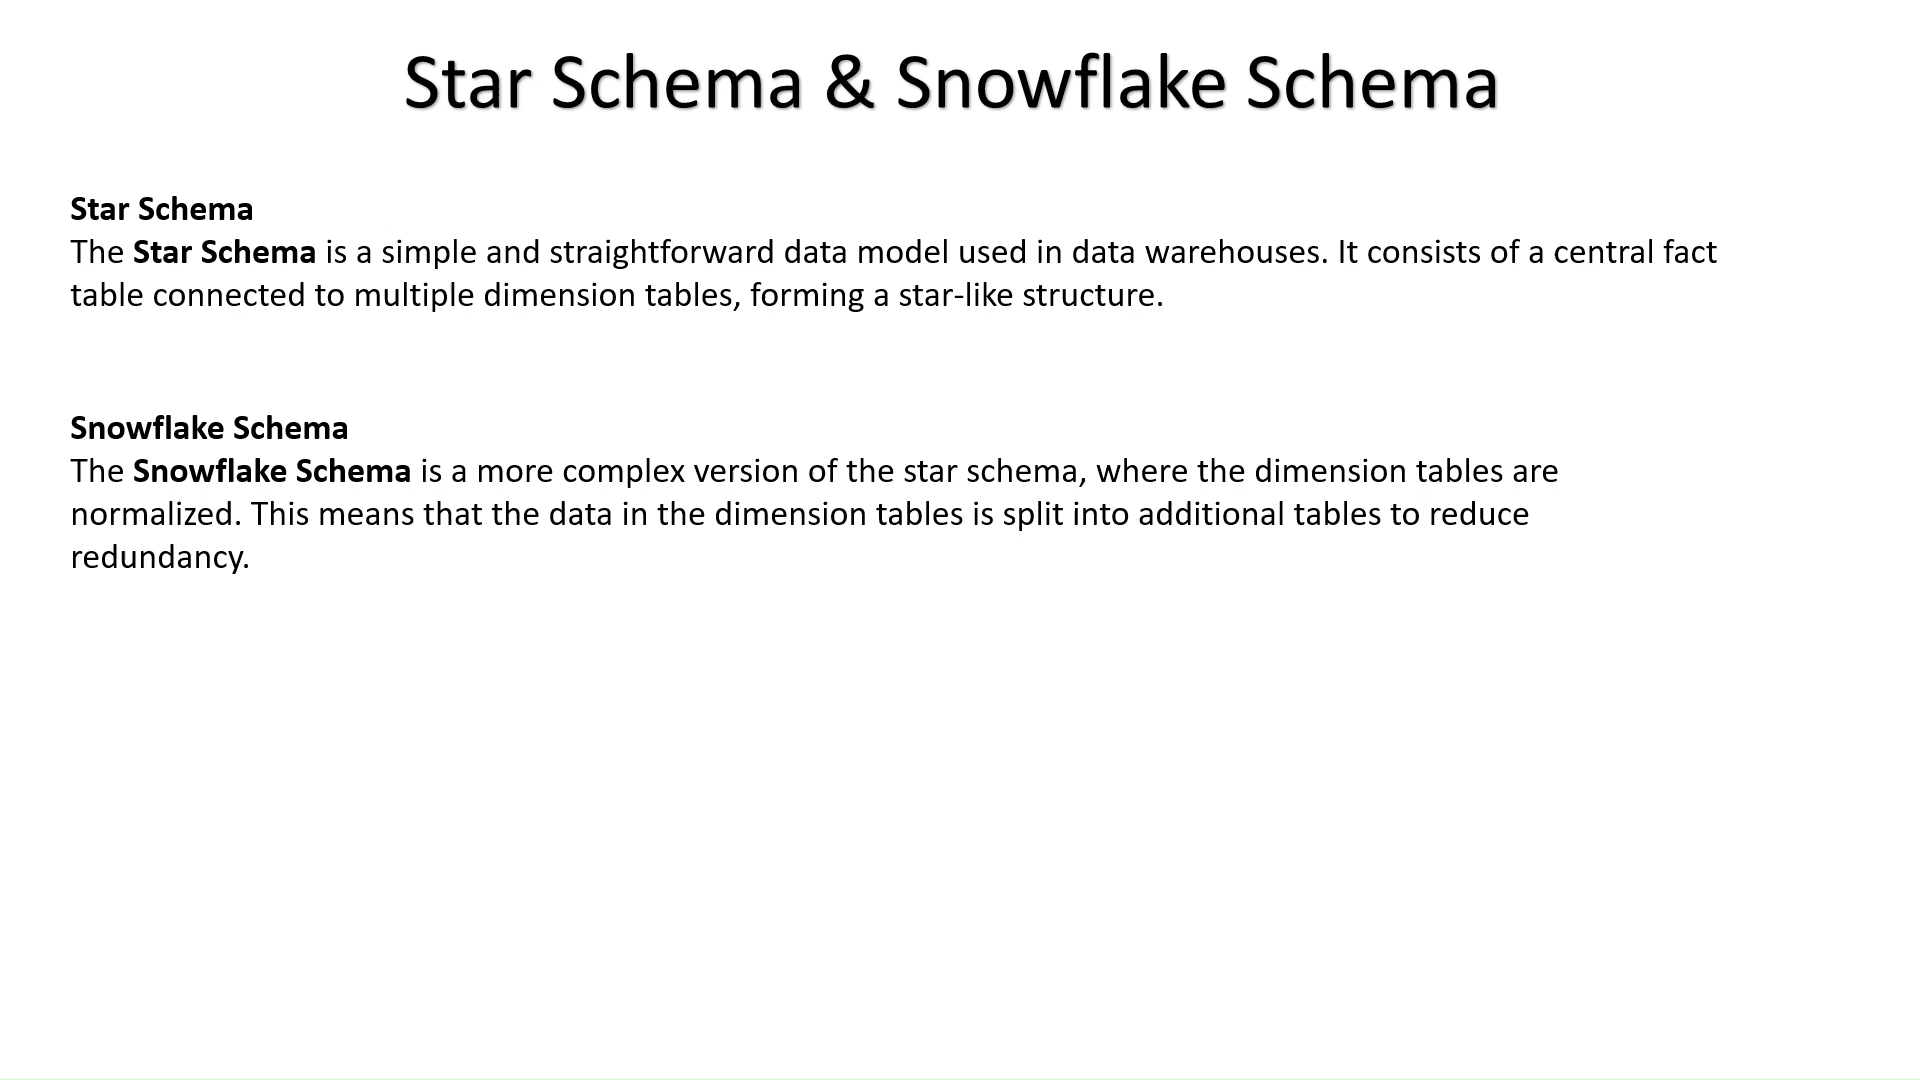 Star Schema & Snowflake Schema
Star Schema
The Star Schema is a simple and straightforward data model used in data warehouses. It consists of a central fact
table connected to multiple dimension tables, forming a star-like structure.
Snowflake Schema
The Snowflake Schema is a more complex version of the star schema, where the dimension tables are
normalized. This means that the data in the dimension tables is split into additional tables to reduce
redundancy.